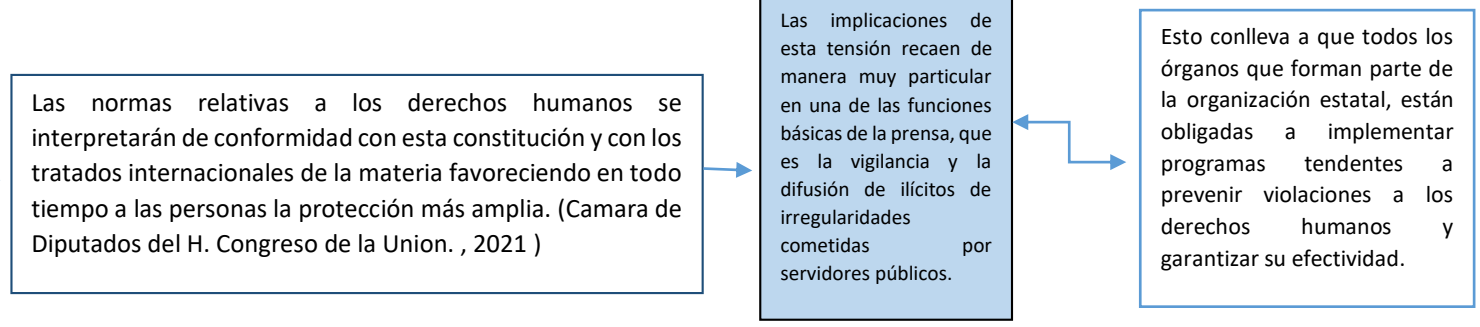 Las normas relativas a los derechos humanos se
interpretarán de conformidad con esta constitución y con los
tratados internacionales de la materia favoreciendo en todo
tiempo a las personas la protección más amplia. (Camara de
Diputados del H. Congreso de la Union. , 2021 )
Las implicaciones de
esta tensión recaen de
manera muy particular
en una de las funciones
básicas de la prensa, que
es la vigilancia y la
difusión de ilícitos de
irregularidades
cometidas por
servidores públicos.
Esto conlleva a que todos los
órganos que forman parte de
la organización estatal, están
obligadas a implementar
programas tendentes a
prevenir violaciones a los
derechos humanos y
garantizar su efectividad.